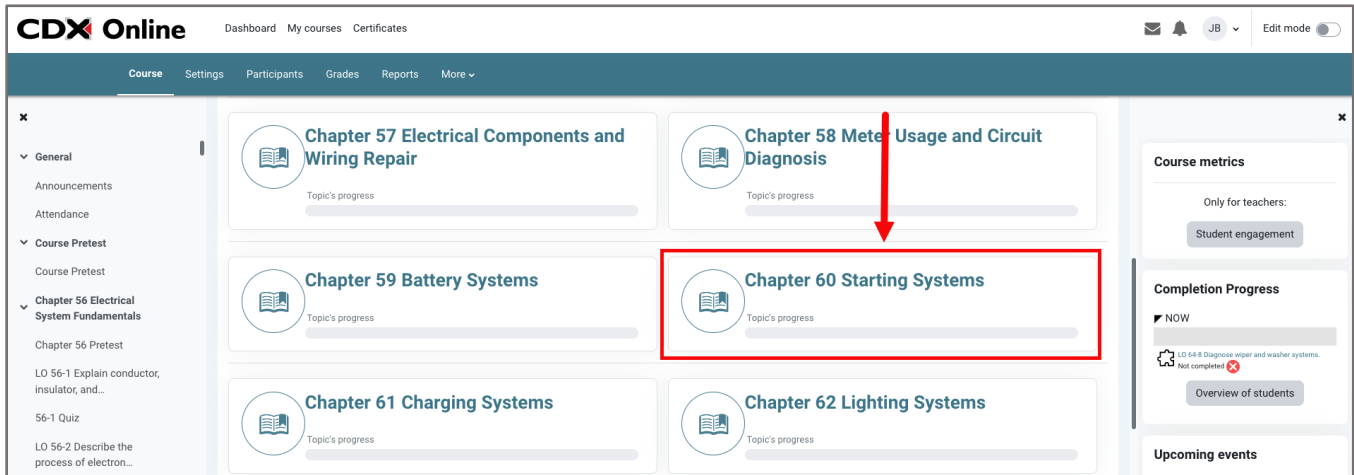 CDX Online
Dashboard My courses Certificates
JB
Edit mode
Course Settings Participants Grades Reports More
General
Announcements
Attendance
Course Pretest
Course Pretest
Chapter 56 Electrical
System Fundamentals
Chapter 56 Pretest
LO 56-1 Explain conductor,
insulator, and...
56-1 Quiz
LO 56-2 Describe the
process of electron...
Chapter 57 Electrical Components and
Wiring Repair
Topic's progress
Chapter 58 Meter Usage and Circuit
Diagnosis
Topic's progress
Chapter 59 Battery Systems
Topic's progress
Chapter 60 Starting Systems
Topic's progress
Chapter 61 Charging Systems
Topic's progress
Chapter 62 Lighting Systems
Topic's progress
Course metrics
Only for teachers:
Student engagement
Completion Progress
NOW
LO 64-8 Diagnose wiper and washer systems.
Not completed
Overview of students
Upcoming events